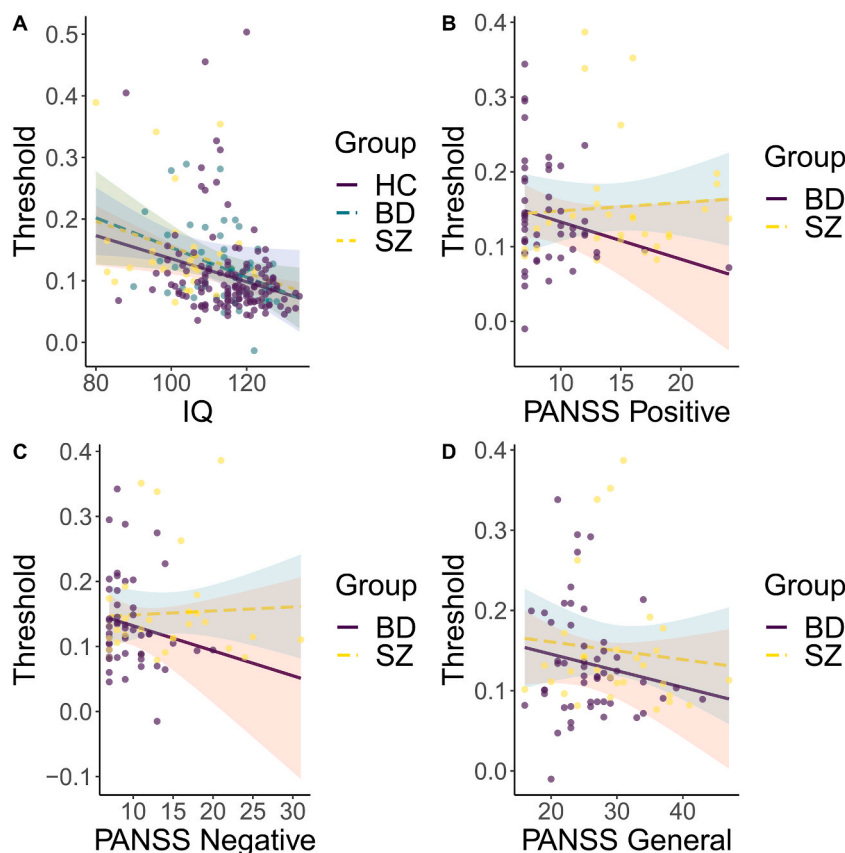 A
0.5
0.4
0.3
0.2
0.1
0.0
Threshold
80 100 120
IQ
Group
HC
BD
SZ
B
0.4
0.3
0.2
0.1
0.0
Threshold
10 15 20
PANSS Positive
Group
BD
SZ
C
0.4
0.3
0.2
0.1
0.0
−0.1
Threshold
10 15 20 25 30
PANSS Negative
Group
BD
SZ
D
0.4
0.3
0.2
0.1
0.0
Threshold
20 30 40
PANSS General
Group
BD
SZ